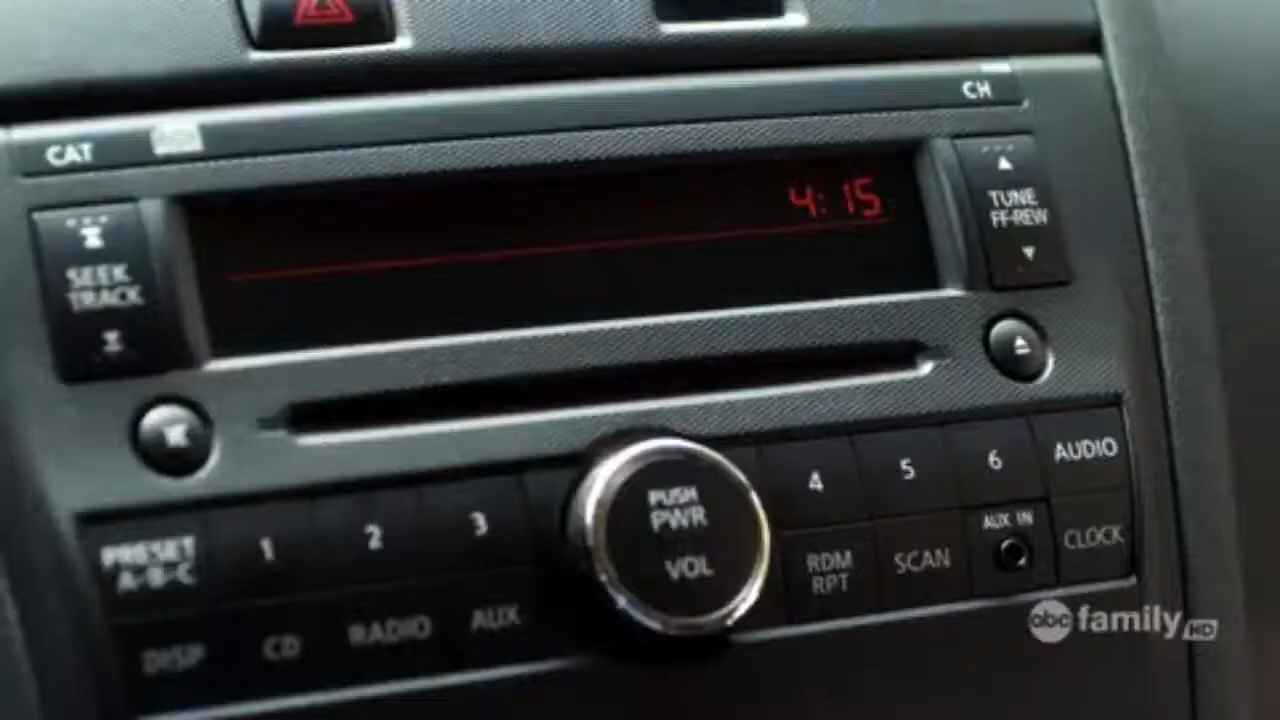 CAT
CH
4:15
SEEK
TRACK
TUNE
FF-REW
PUSH
PWR
VOL
PRESET
A-B-C
1
2
3
4
5
6
AUDIO
DISP
CD
RADIO
AUX
RDM
RPT
SCAN
AUX IN
CLOCK
abc family HD